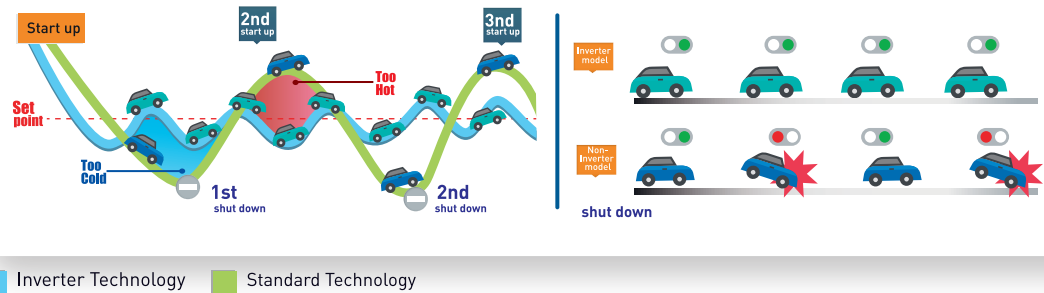 Start up
2nd
start up
3nd
start up
Too
Hot
Set
point
Too
Cold
1st
shut down
2nd
shut down
Inverter
model
Non-
Inverter
model
shut down
Inverter Technology
Standard Technology